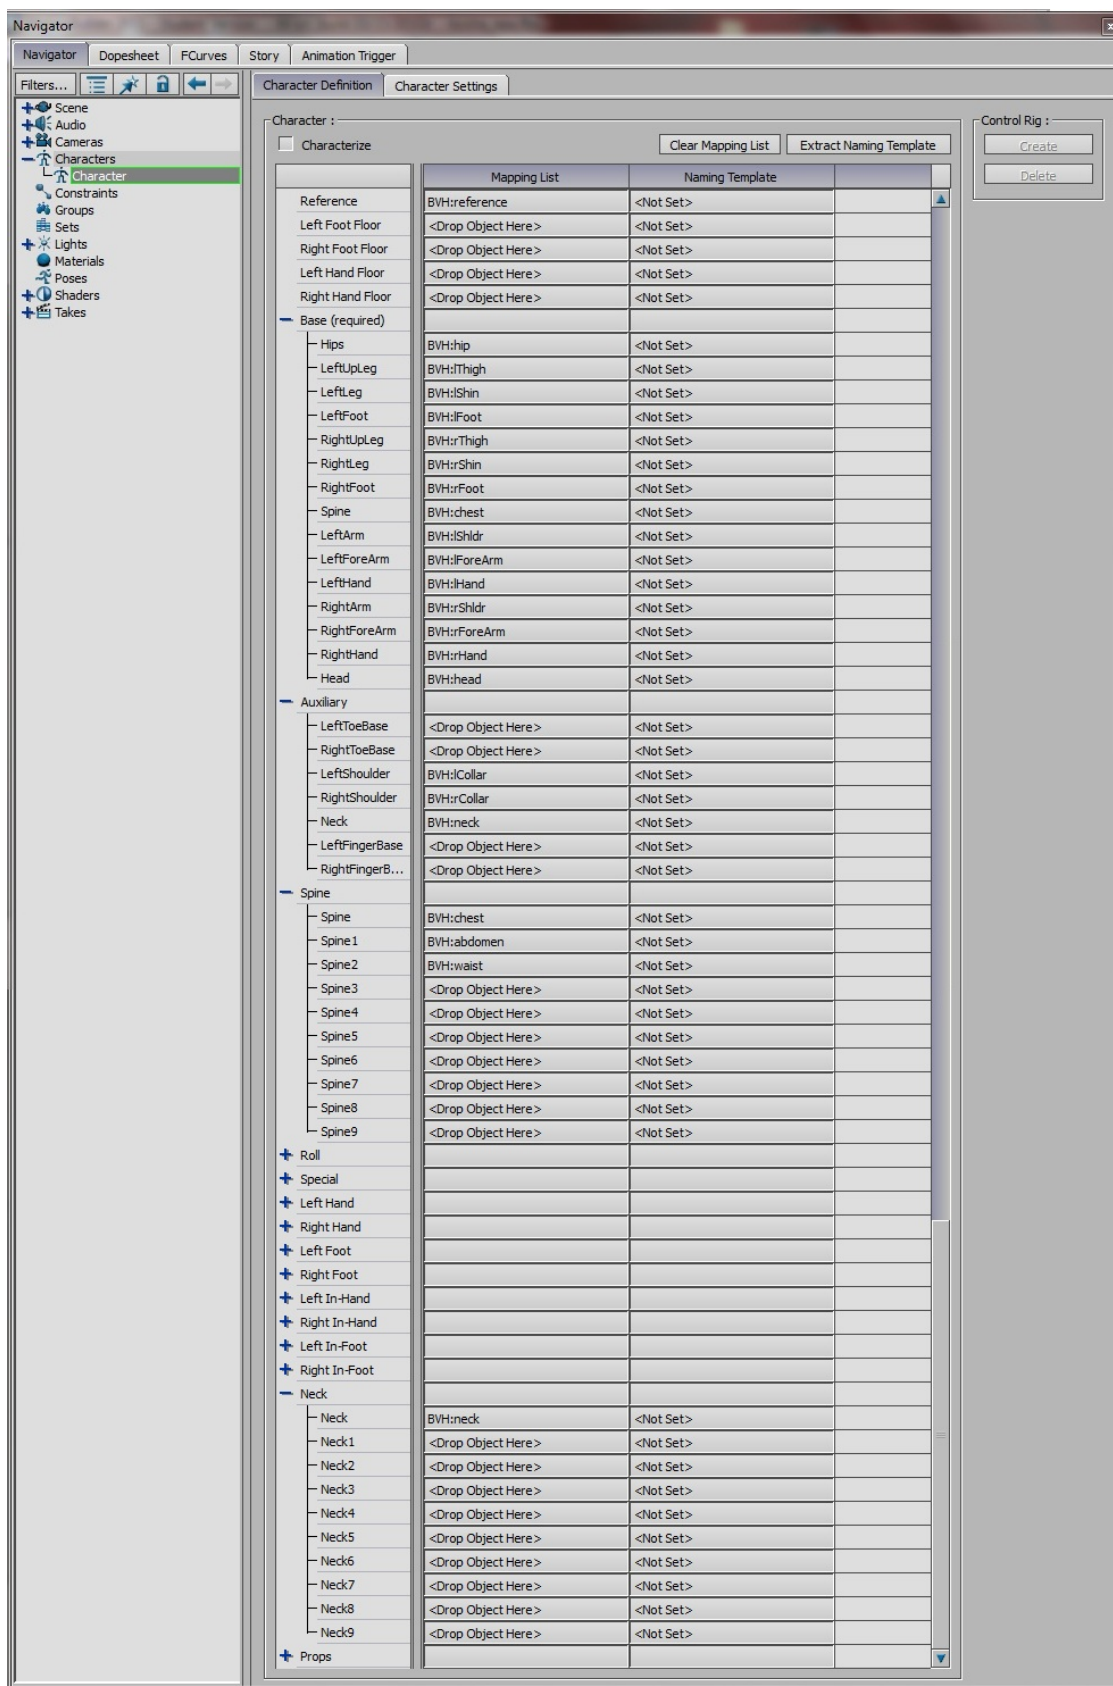 Navigator
Navigator Dopesheet FCurves Story Animation Trigger
Filters... Character Definition Character Settings
Scene
Audio
Cameras
Characters
Character
Constraints
Groups
Sets
Lights
Materials
Poses
Shaders
Takes
Character :
Characterize Clear Mapping List Extract Naming Template
Mapping List Naming Template
Reference BVH:reference <Not Set>
Left Foot Floor <Drop Object Here> <Not Set>
Right Foot Floor <Drop Object Here> <Not Set>
Left Hand Floor <Drop Object Here> <Not Set>
Right Hand Floor <Drop Object Here> <Not Set>
Base (required)
Hips BVH:hip <Not Set>
LeftUpLeg BVH:lThigh <Not Set>
LeftLeg BVH:lShin <Not Set>
LeftFoot BVH:lFoot <Not Set>
RightUpLeg BVH:rThigh <Not Set>
RightLeg BVH:rShin <Not Set>
RightFoot BVH:rFoot <Not Set>
Spine BVH:chest <Not Set>
LeftArm BVH:lShldr <Not Set>
LeftForeArm BVH:lForeArm <Not Set>
LeftHand BVH:lHand <Not Set>
RightArm BVH:rShldr <Not Set>
RightForeArm BVH:rForeArm <Not Set>
RightHand BVH:rHand <Not Set>
Head BVH:head <Not Set>
Auxiliary
LeftToeBase <Drop Object Here> <Not Set>
RightToeBase <Drop Object Here> <Not Set>
LeftShoulder BVH:lCollar <Not Set>
RightShoulder BVH:rCollar <Not Set>
Neck BVH:neck <Not Set>
LeftFingerBase <Drop Object Here> <Not Set>
RightFingerB... <Drop Object Here> <Not Set>
Spine
Spine BVH:chest <Not Set>
Spine1 BVH:abdomen <Not Set>
Spine2 BVH:waist <Not Set>
Spine3 <Drop Object Here> <Not Set>
Spine4 <Drop Object Here> <Not Set>
Spine5 <Drop Object Here> <Not Set>
Spine6 <Drop Object Here> <Not Set>
Spine7 <Drop Object Here> <Not Set>
Spine8 <Drop Object Here> <Not Set>
Spine9 <Drop Object Here> <Not Set>
Roll
Special
Left Hand
Right Hand
Left Foot
Right Foot
Left In-Hand
Right In-Hand
Left In-Foot
Right In-Foot
Neck
Neck BVH:neck <Not Set>
Neck1 <Drop Object Here> <Not Set>
Neck2 <Drop Object Here> <Not Set>
Neck3 <Drop Object Here> <Not Set>
Neck4 <Drop Object Here> <Not Set>
Neck5 <Drop Object Here> <Not Set>
Neck6 <Drop Object Here> <Not Set>
Neck7 <Drop Object Here> <Not Set>
Neck8 <Drop Object Here> <Not Set>
Neck9 <Drop Object Here> <Not Set>
Props
Control Rig :
Create
Delete